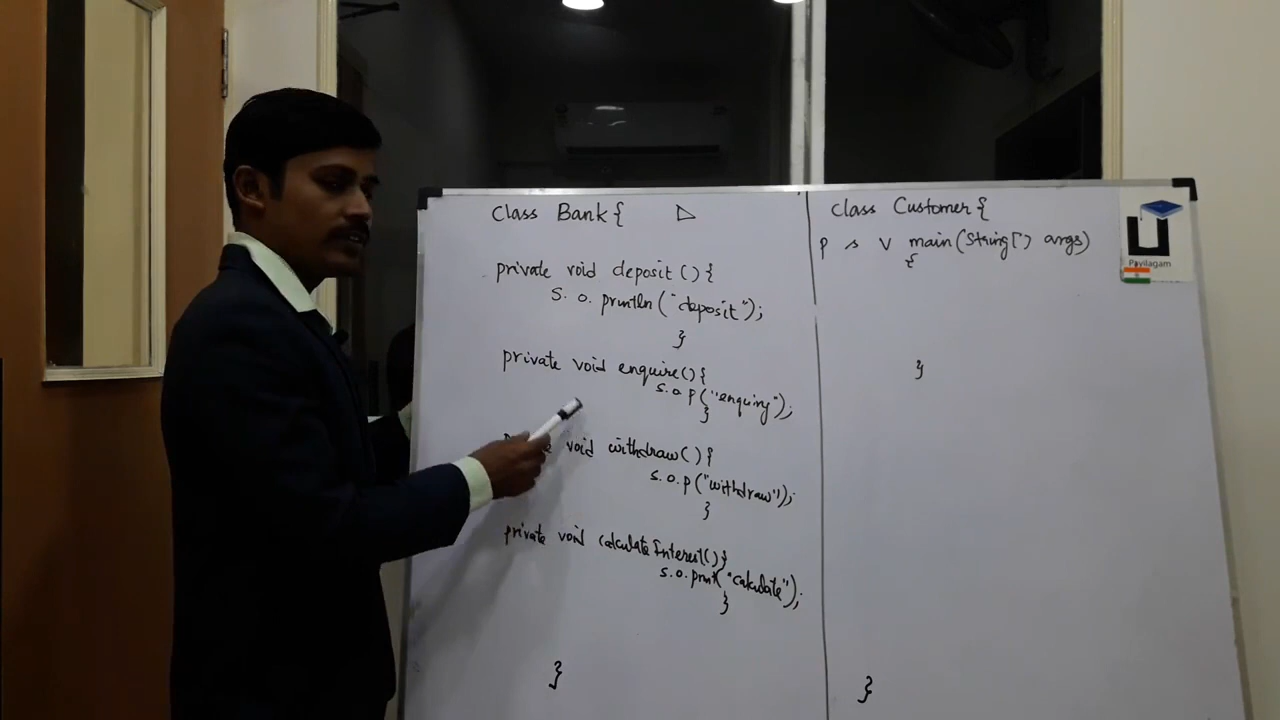 class Bank{
private void deposit(){
S. o. println("deposit");
}
private void enquire(){
s.o.p("enquiry");
}
void withdraw(){
s.o.p("withdraw");
}
private void calculateInterest(){
s.o.print("calculate");
}
}
class Customer{
p s v main(String[] args)
{
}
}
Payilagam